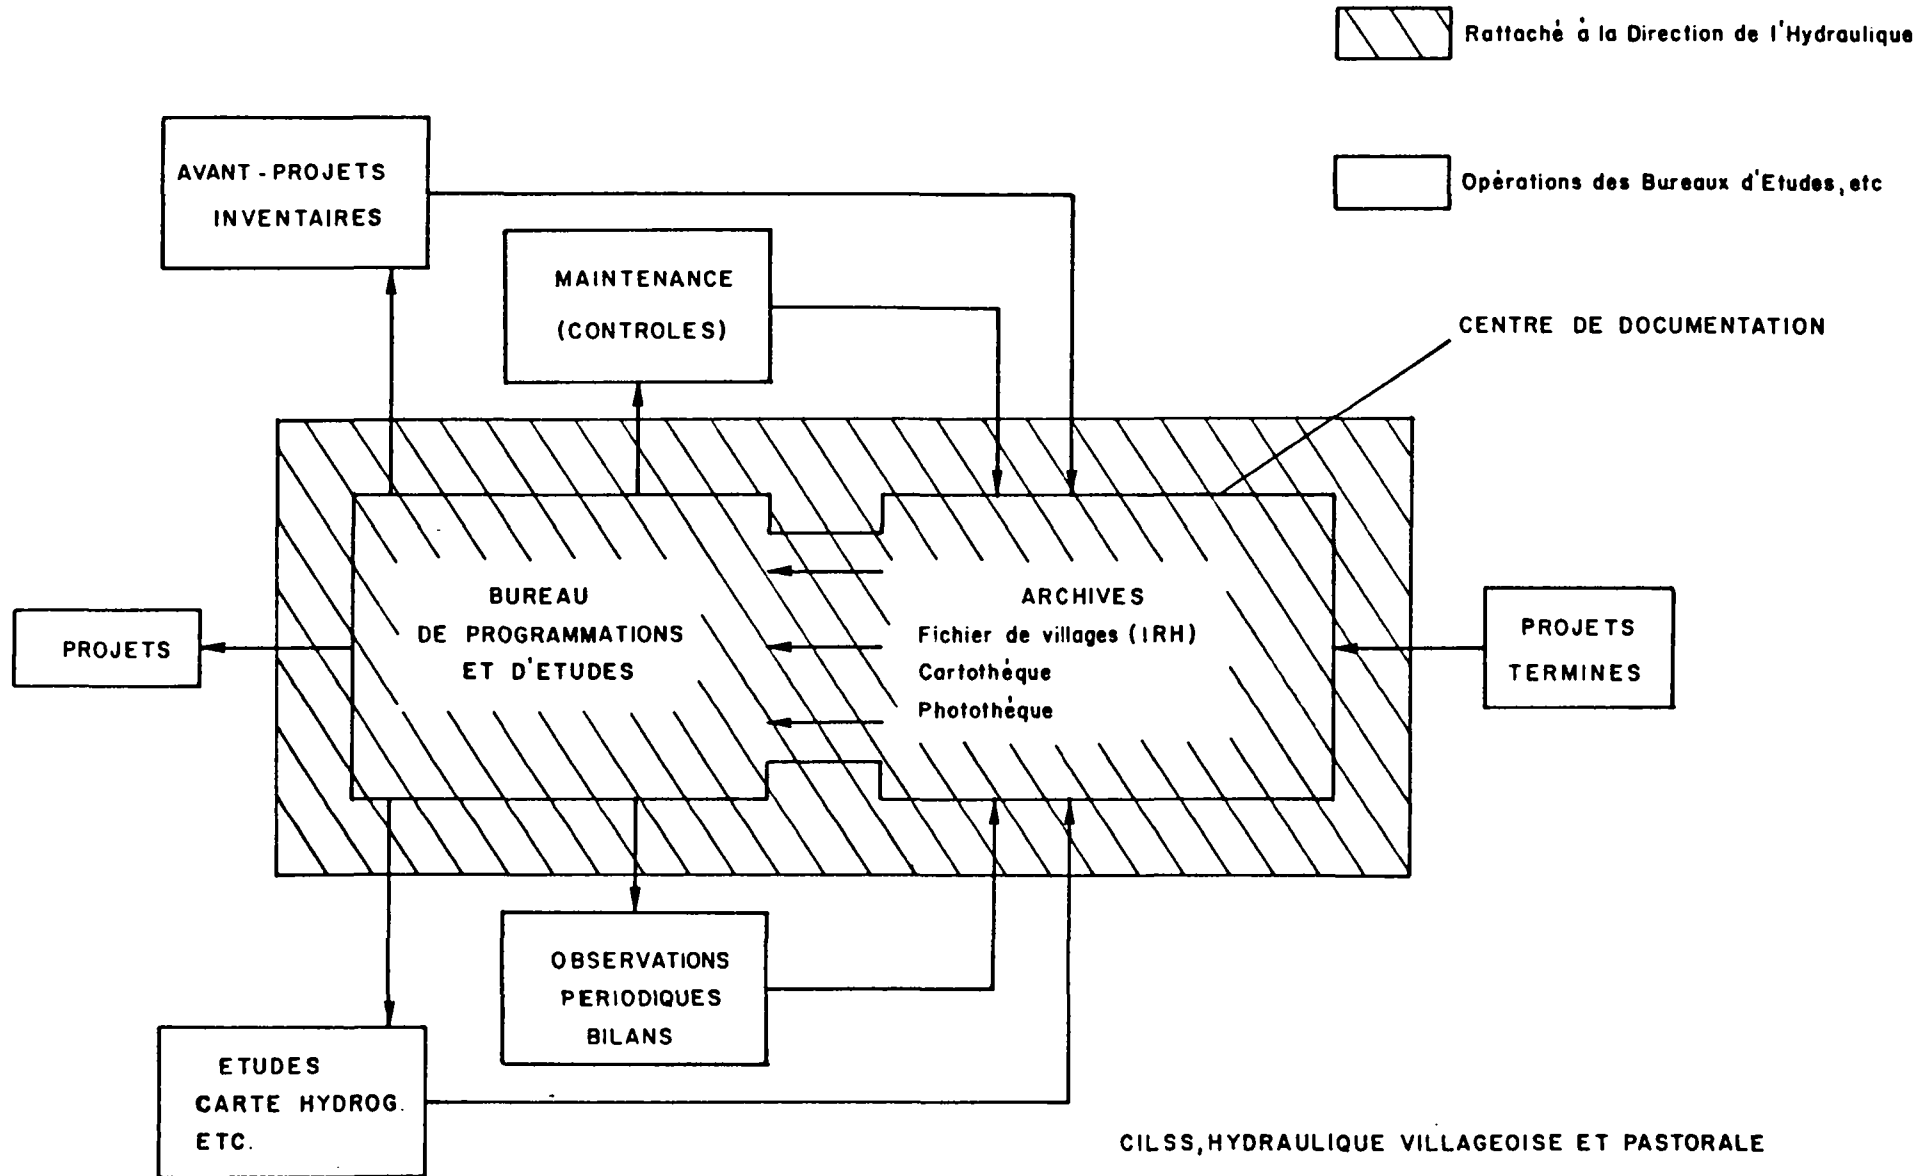 Rattaché à la Direction de l'Hydraulique
Opérations des Bureaux d'Etudes, etc
AVANT - PROJETS
INVENTAIRES
MAINTENANCE
(CONTROLES)
CENTRE DE DOCUMENTATION
PROJETS
BUREAU
DE PROGRAMMATIONS
ET D'ETUDES
ARCHIVES
Fichier de villages (IRH)
Cartothéque
Photothéque
PROJETS
TERMINES
OBSERVATIONS
PERIODIQUES
BILANS
ETUDES
CARTE HYDROG.
ETC.
CILSS, HYDRAULIQUE VILLAGEOISE ET PASTORALE